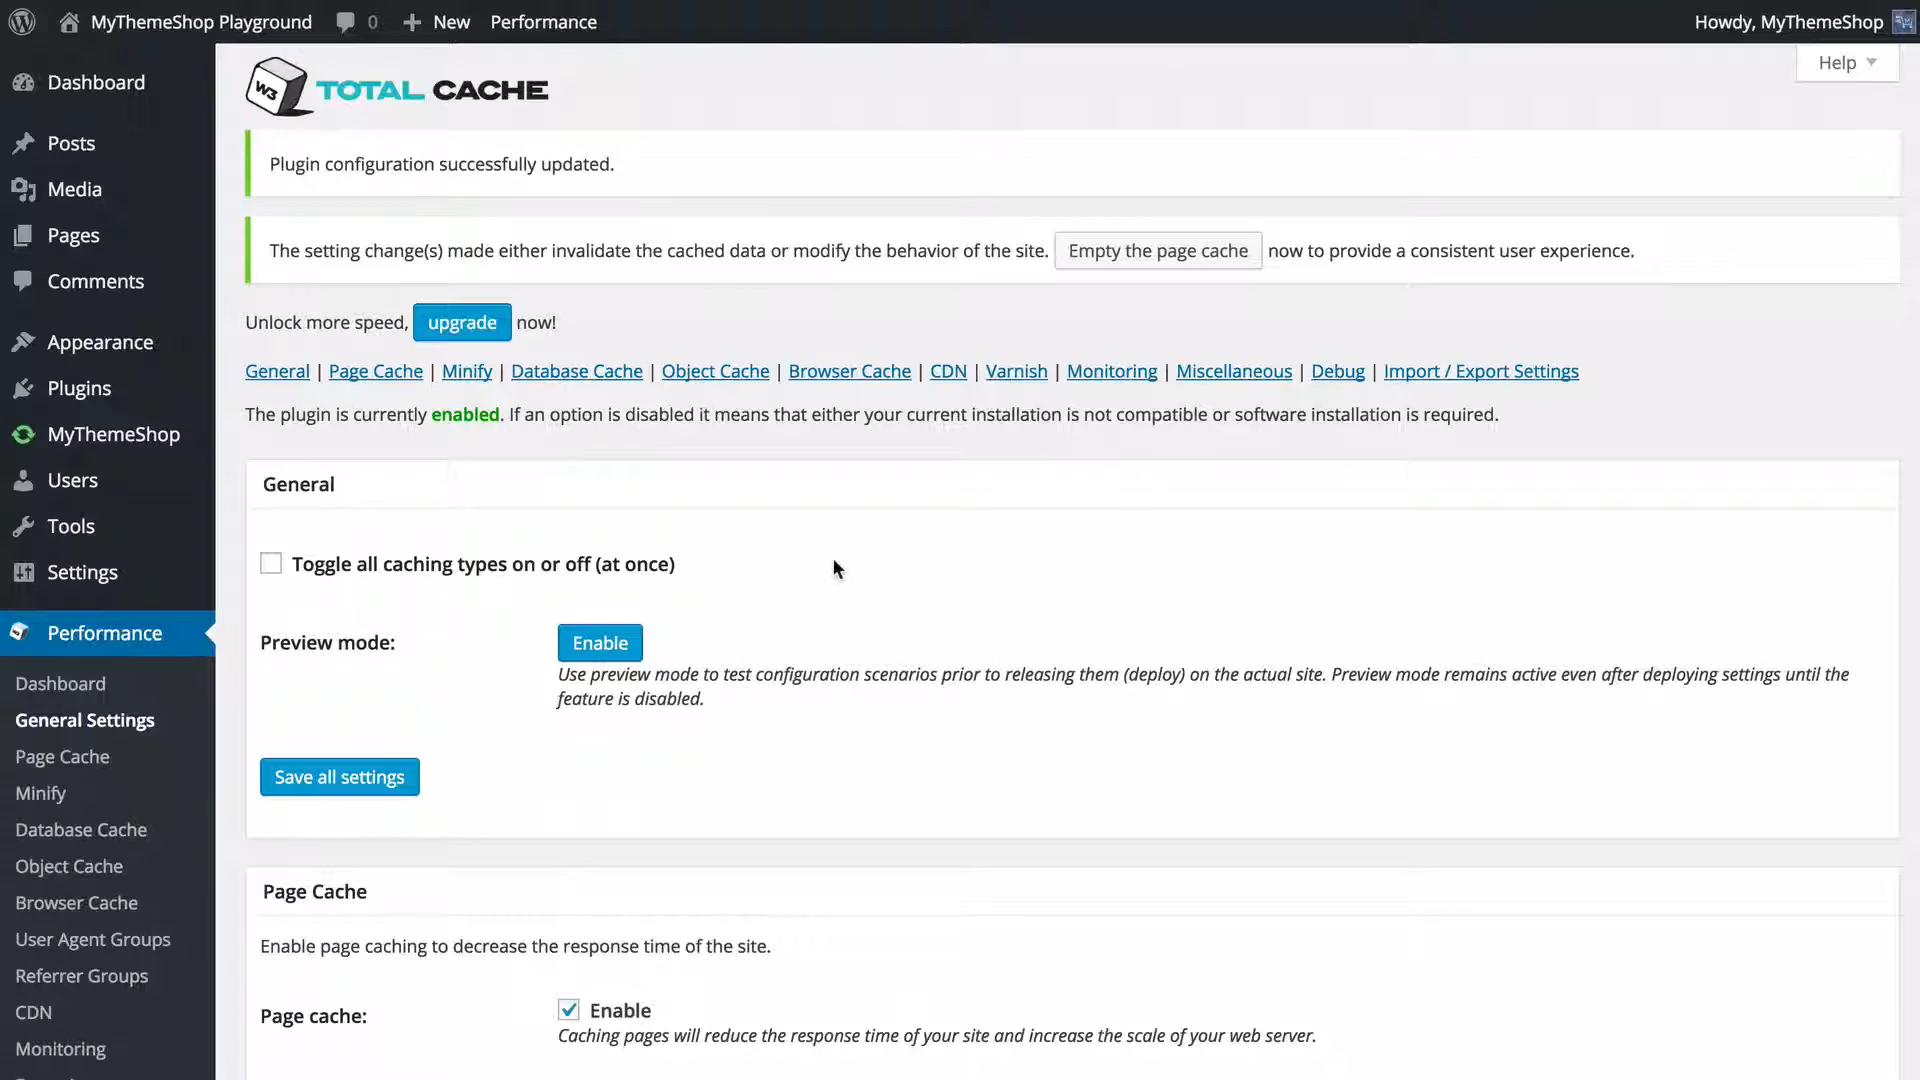 MyThemeShop Playground 0 New Performance Howdy, MyThemeShop
Help
Dashboard
Posts
Media
Pages
Comments
Appearance
Plugins
MyThemeShop
Users
Tools
Settings
Performance
Dashboard
General Settings
Page Cache
Minify
Database Cache
Object Cache
Browser Cache
User Agent Groups
Referrer Groups
CDN
Monitoring
W3 TOTAL CACHE
Plugin configuration successfully updated.
The setting change(s) made either invalidate the cached data or modify the behavior of the site. Empty the page cache now to provide a consistent user experience.
Unlock more speed, upgrade now!
General | Page Cache | Minify | Database Cache | Object Cache | Browser Cache | CDN | Varnish | Monitoring | Miscellaneous | Debug | Import / Export Settings
The plugin is currently enabled. If an option is disabled it means that either your current installation is not compatible or software installation is required.
General
Toggle all caching types on or off (at once)
Preview mode: Enable
Use preview mode to test configuration scenarios prior to releasing them (deploy) on the actual site. Preview mode remains active even after deploying settings until the
feature is disabled.
Save all settings
Page Cache
Enable page caching to decrease the response time of the site.
Page cache: Enable
Caching pages will reduce the response time of your site and increase the scale of your web server.